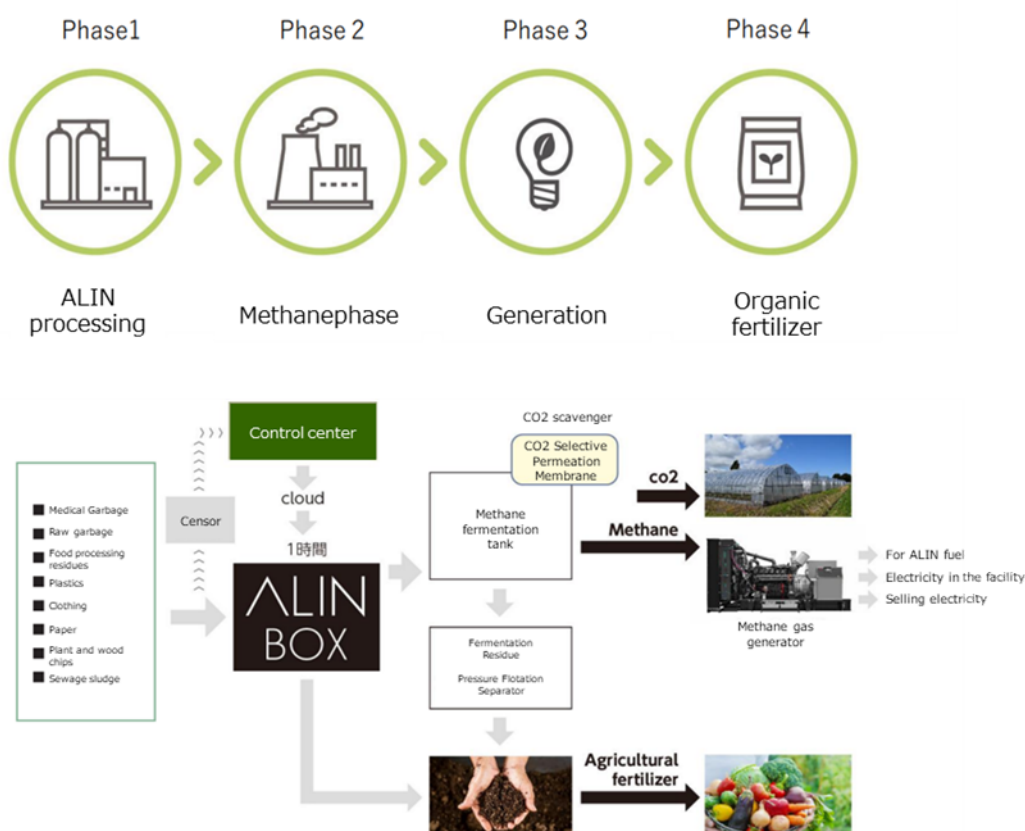 Phase1
Phase 2
Phase 3
Phase 4
ALIN
processing
Methanephase
Generation
Organic
fertilizer
Control center
cloud
1時間
Censor
Medical Garbage
Raw garbage
Food processing
residues
Plastics
Clothing
Paper
Plant and wood
chips
Sewage sludge
ALIN
BOX
CO2 scavenger
CO2 Selective
Permeation
Membrane
Methane
fermentation
tank
co2
Methane
Methane gas
generator
For ALIN fuel
Electricity in the facility
Selling electricity
Fermentation
Residue
Pressure Flotation
Separator
Agricultural
fertilizer